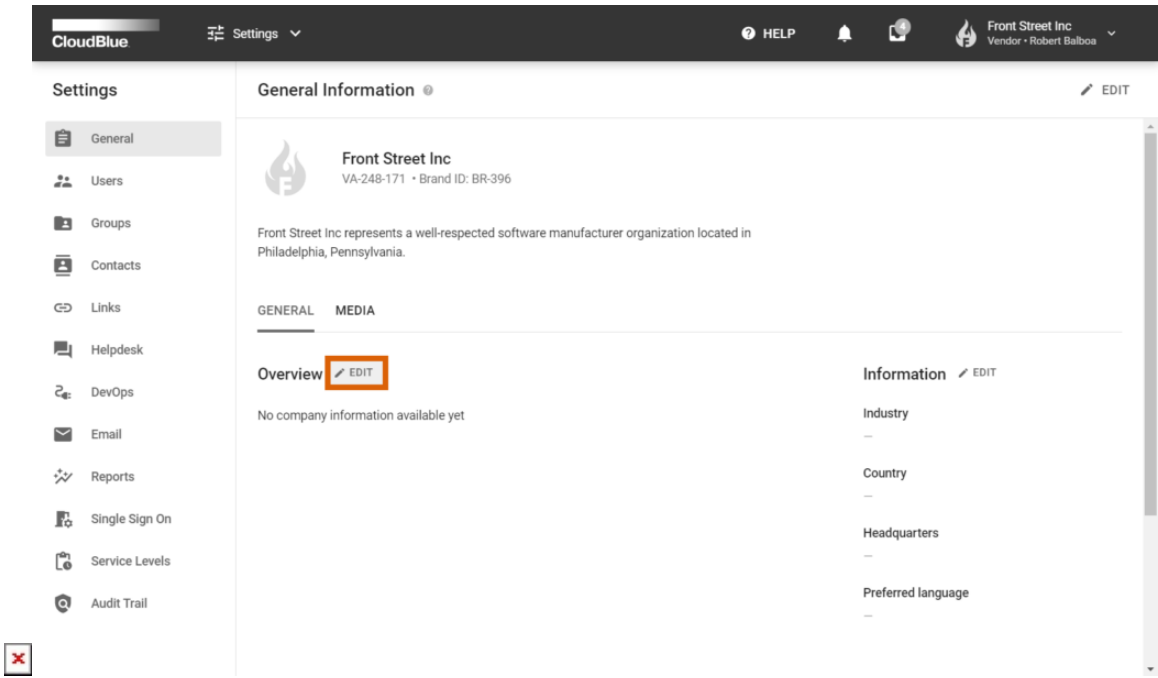 CloudBlue
Settings
HELP
4
Front Street Inc
Vendor • Robert Balboa
Settings
General
Users
Groups
Contacts
Links
Helpdesk
DevOps
Email
Reports
Single Sign On
Service Levels
Audit Trail
General Information
EDIT
Front Street Inc
VA-248-171 • Brand ID: BR-396
Front Street Inc represents a well-respected software manufacturer organization located in
Philadelphia, Pennsylvania.
GENERAL MEDIA
Overview EDIT
No company information available yet
Information EDIT
Industry
—
Country
—
Headquarters
—
Preferred language
—